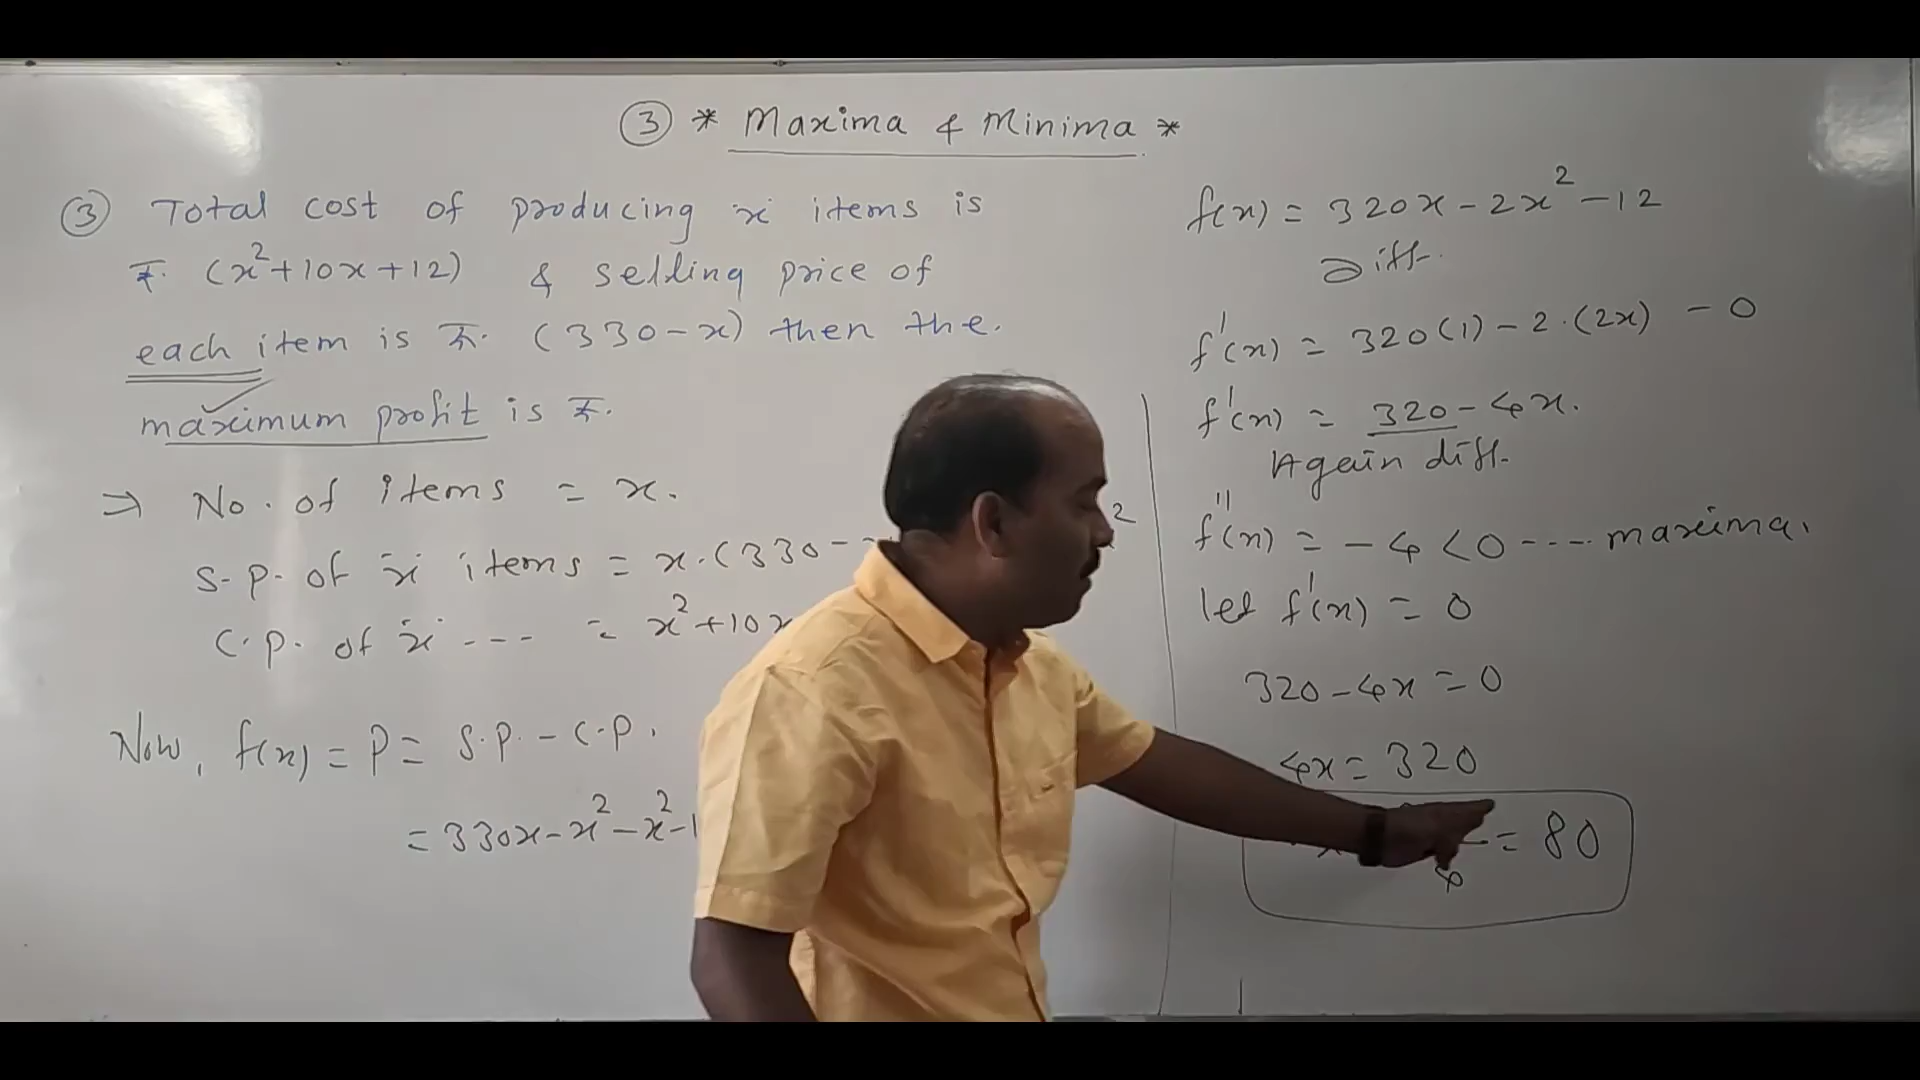 ③ * Maxima & Minima *
③ Total cost of producing 'x' items is
₹. (x²+10x+12) & selling price of
each item is ₹. (330-x) then the.
maximum profit is ₹.
⇒ No. of items = x.
S.P. of 'x' items = x.(330-
C.P. of 'x' --- = x²+10x
Now, f(x) = P = S.P. - C.P.
= 330x-x²-x²-1
f(x) = 320x-2x²-12
Diff.
f'(x) = 320(1)-2.(2x) - 0
f'(x) = 320-4x.
Again diff.
f''(x) = -4<0 ---- maxima.
let f'(x) = 0
320-4x=0
4x=320
4 = 80